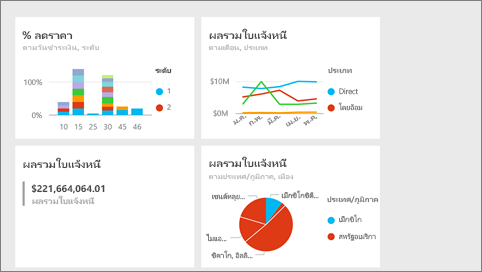 % ลดราคา
ตามวันชำระเงิน, ระดับ
ระดับ
100%
1
2
0%
10 15 25 30 45 46
ผลรวมใบแจ้งหนี้
ตามเดือน, ประเภท
ประเภท
$10M
Direct
โดยอ้อม
$0M
ม.ค. ก.พ. มี.ค. เม.ย. พ.ค.
ผลรวมใบแจ้งหนี้
$221,664,064.01
ผลรวมใบแจ้งหนี้
ผลรวมใบแจ้งหนี้
ตามประเทศ/ภูมิภาค, เมือง
เซนต์หลุย...
เม็กซิโกซิตี...
ประเทศ/ภูมิภาค
เม็กซิโก
สหรัฐอเมริกา
ไมแอ...
ชิคาโก, อิลลิ...